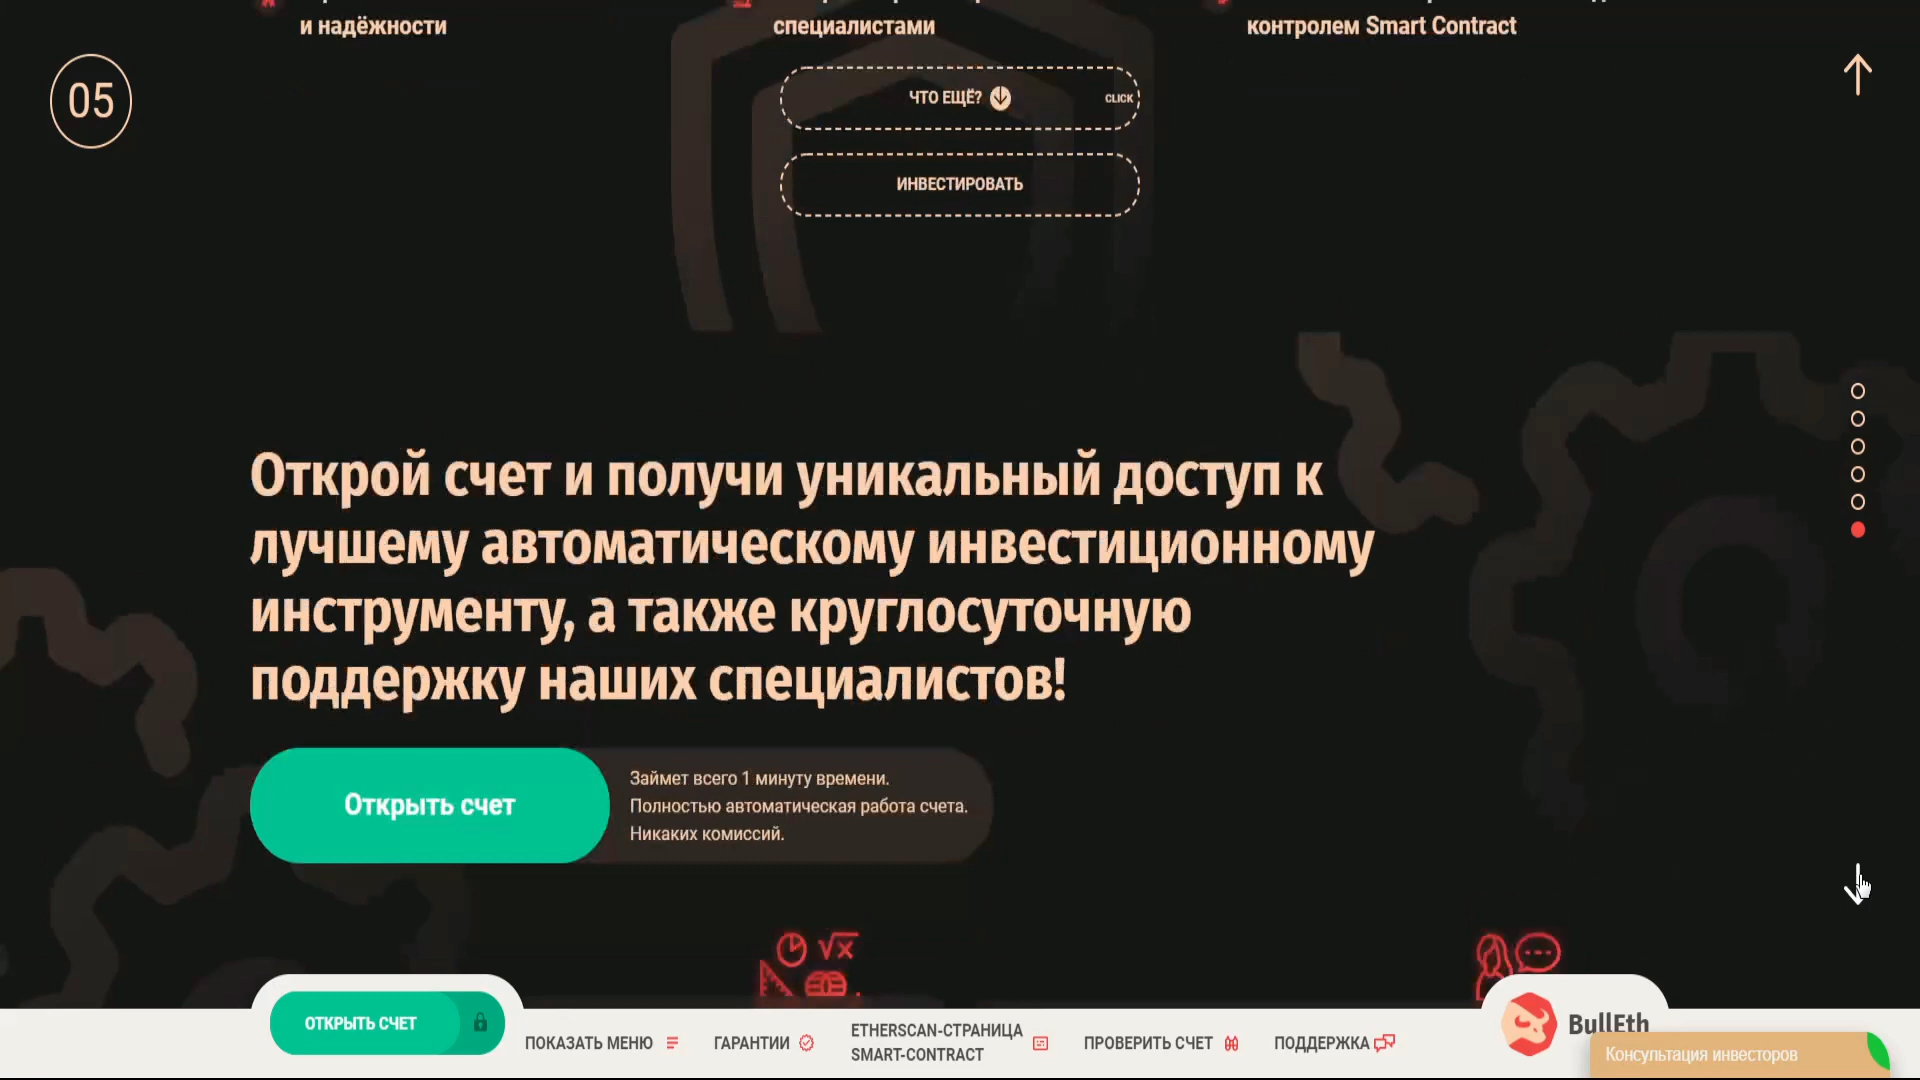 и надёжности
специалистами
контролем Smart Contract
05
ЧТО ЕЩЁ?
CLICK
ИНВЕСТИРОВАТЬ
Открой счет и получи уникальный доступ к
лучшему автоматическому инвестиционному
инструменту, а также круглосуточную
поддержку наших специалистов!
Открыть счет
Займет всего 1 минуту времени.
Полностью автоматическая работа счета.
Никаких комиссий.
ОТКРЫТЬ СЧЕТ
ПОКАЗАТЬ МЕНЮ
ГАРАНТИИ
ETHERSCAN-СТРАНИЦА
SMART-CONTRACT
ПРОВЕРИТЬ СЧЕТ
ПОДДЕРЖКА
BullEth
Консультация инвесторов